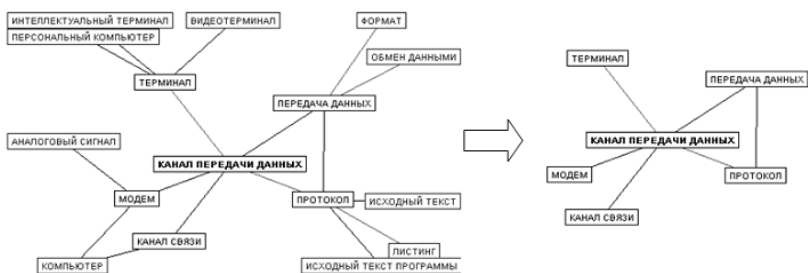 ИНТЕЛЛЕКТУАЛЬНЫЙ ТЕРМИНАЛ
ВИДЕОТЕРМИНАЛ
ФОРМАТ
ПЕРСОНАЛЬНЫЙ КОМПЬЮТЕР
ОБМЕН ДАННЫМИ
ТЕРМИНАЛ
ПЕРЕДАЧА ДАННЫХ
АНАЛОГОВЫЙ СИГНАЛ
КАНАЛ ПЕРЕДАЧИ ДАННЫХ
МОДЕМ
ПРОТОКОЛ
ИСХОДНЫЙ ТЕКСТ
КАНАЛ СВЯЗИ
ЛИСТИНГ
КОМПЬЮТЕР
ИСХОДНЫЙ ТЕКСТ ПРОГРАММЫ
ТЕРМИНАЛ
ПЕРЕДАЧА ДАННЫХ
КАНАЛ ПЕРЕДАЧИ ДАННЫХ
МОДЕМ
ПРОТОКОЛ
КАНАЛ СВЯЗИ